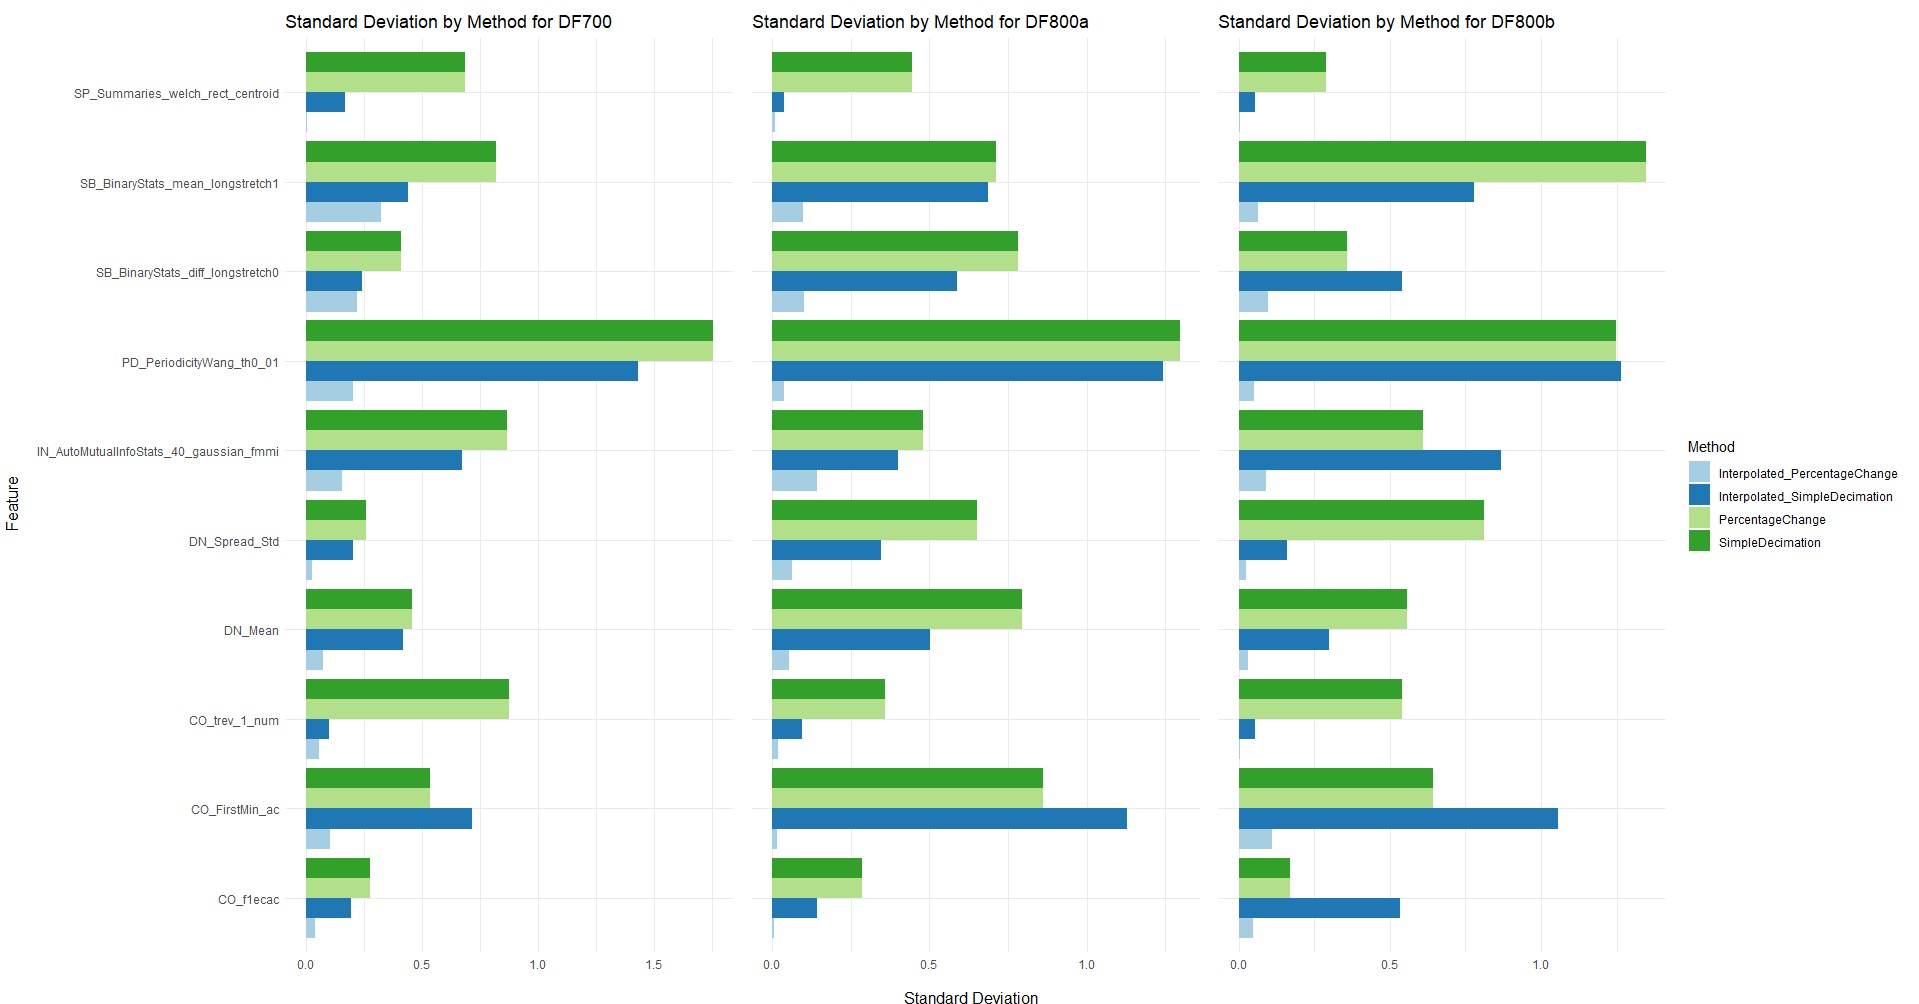 Standard Deviation by Method for DF700
Standard Deviation by Method for DF800a
Standard Deviation by Method for DF800b
Feature
SP_Summaries_welch_rect_centroid
SB_BinaryStats_mean_longstretch1
SB_BinaryStats_diff_longstretch0
PD_PeriodicityWang_th0_01
IN_AutoMutualInfoStats_40_gaussian_fmmi
DN_Spread_Std
DN_Mean
CO_trev_1_num
CO_FirstMin_ac
CO_f1ecac
0.0 0.5 1.0 1.5
0.0 0.5 1.0
0.0 0.5 1.0
Standard Deviation
Method
Interpolated_PercentageChange
Interpolated_SimpleDecimation
PercentageChange
SimpleDecimation